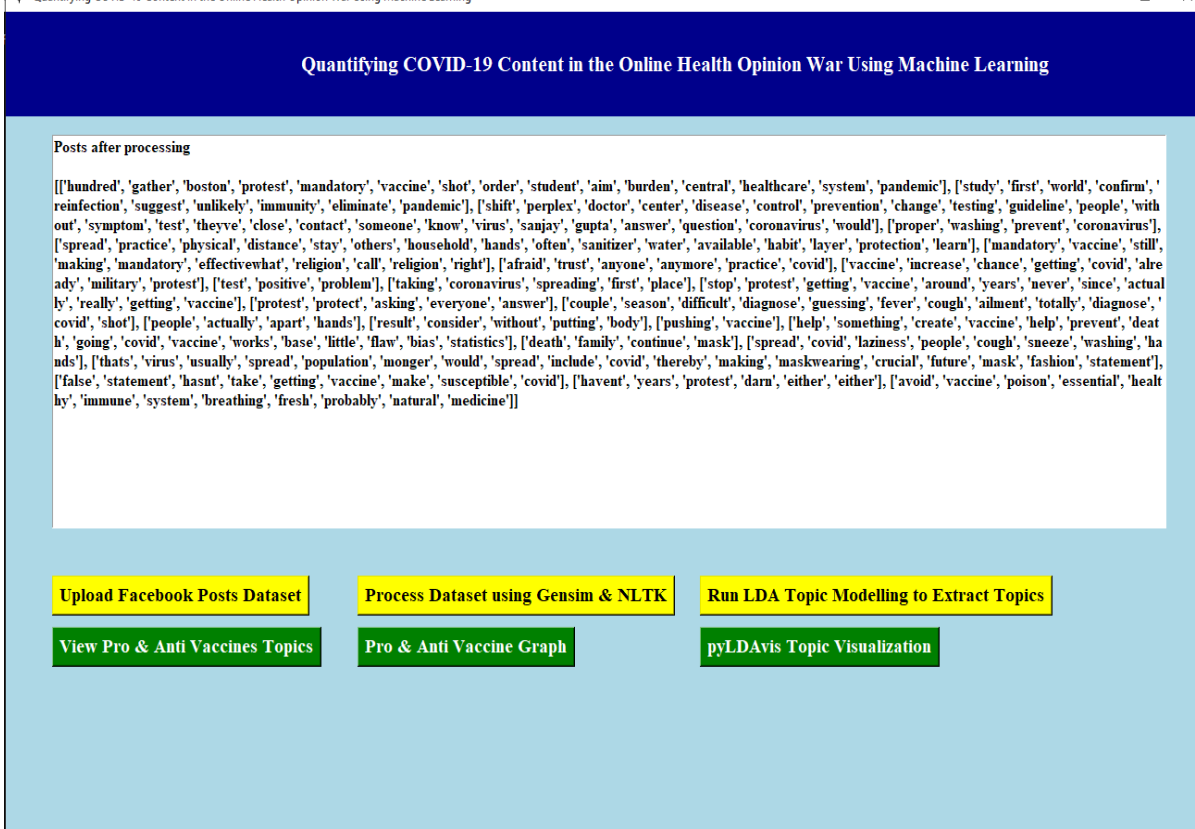 Quantifying COVID-19 Content in the Online Health Opinion War Using Machine Learning
Quantifying COVID-19 Content in the Online Health Opinion War Using Machine Learning
Posts after processing
[['hundred', 'gather', 'boston', 'protest', 'mandatory', 'vaccine', 'shot', 'order', 'student', 'aim', 'burden', 'central', 'healthcare', 'system', 'pandemic'], ['study', 'first', 'world', 'confirm', '
reinfection', 'suggest', 'unlikely', 'immunity', 'eliminate', 'pandemic'], ['shift', 'perplex', 'doctor', 'center', 'disease', 'control', 'prevention', 'change', 'testing', 'guideline', 'people', 'with
out', 'symptom', 'test', 'theyve', 'close', 'contact', 'someone', 'know', 'virus', 'sanjay', 'gupta', 'answer', 'question', 'coronavirus', 'would'], ['proper', 'washing', 'prevent', 'coronavirus'],
['spread', 'practice', 'physical', 'distance', 'stay', 'others', 'household', 'hands', 'often', 'sanitizer', 'water', 'available', 'habit', 'layer', 'protection', 'learn'], ['mandatory', 'vaccine', 'still',
'making', 'mandatory', 'effectivewhat', 'religion', 'call', 'religion', 'right'], ['afraid', 'trust', 'anyone', 'anymore', 'practice', 'covid'], ['vaccine', 'increase', 'chance', 'getting', 'covid', 'alre
ady', 'military', 'protest'], ['test', 'positive', 'problem'], ['taking', 'coronavirus', 'spreading', 'first', 'place'], ['stop', 'protest', 'getting', 'vaccine', 'around', 'years', 'never', 'since', 'actual
ly', 'really', 'getting', 'vaccine'], ['protest', 'protect', 'asking', 'everyone', 'answer'], ['couple', 'season', 'difficult', 'diagnose', 'guessing', 'fever', 'cough', 'ailment', 'totally', 'diagnose', '
covid', 'shot'], ['people', 'actually', 'apart', 'hands'], ['result', 'consider', 'without', 'putting', 'body'], ['pushing', 'vaccine'], ['help', 'something', 'create', 'vaccine', 'help', 'prevent', 'deat
h', 'going', 'covid', 'vaccine', 'works', 'base', 'little', 'flaw', 'bias', 'statistics'], ['death', 'family', 'continue', 'mask'], ['spread', 'covid', 'laziness', 'people', 'cough', 'sneeze', 'washing', 'ha
nds'], ['thats', 'virus', 'usually', 'spread', 'population', 'monger', 'would', 'spread', 'include', 'covid', 'thereby', 'making', 'maskwearing', 'crucial', 'future', 'mask', 'fashion', 'statement'],
['false', 'statement', 'hasnt', 'take', 'getting', 'vaccine', 'make', 'susceptible', 'covid'], ['havent', 'years', 'protest', 'darn', 'either', 'either'], ['avoid', 'vaccine', 'poison', 'essential', 'healt
hy', 'immune', 'system', 'breathing', 'fresh', 'probably', 'natural', 'medicine']]
Upload Facebook Posts Dataset
Process Dataset using Gensim & NLTK
Run LDA Topic Modelling to Extract Topics
View Pro & Anti Vaccines Topics
Pro & Anti Vaccine Graph
pyLDAvis Topic Visualization